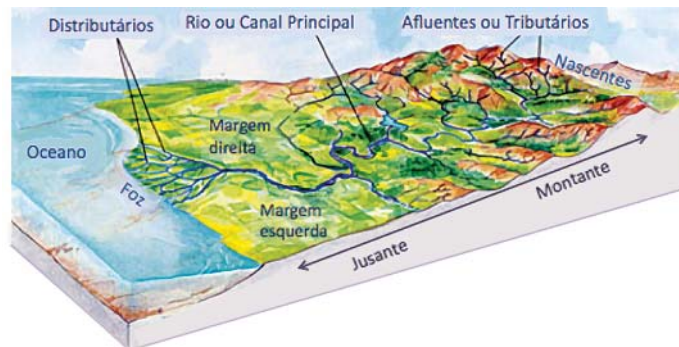 Distributários
Rio ou Canal Principal
Afluentes ou Tributários
Nascentes
Oceano
Margem
direita
Foz
Margem
esquerda
Montante
Jusante